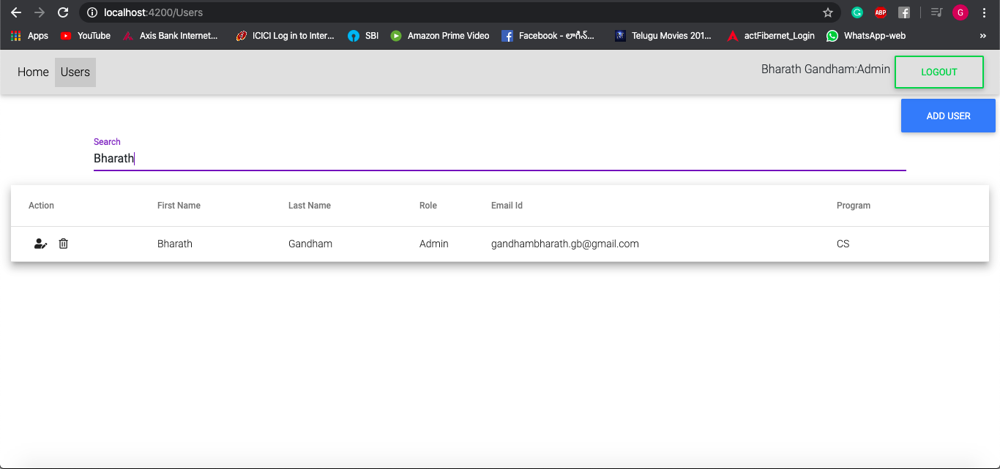 localhost:4200/Users
ABP
G
Apps YouTube Axis Bank Internet... ICICI Log in to Inter... SBI Amazon Prime Video Facebook - లాగిన్... Telugu Movies 201... actFibernet_Login WhatsApp-web »
Home Users Bharath Gandham:Admin LOGOUT
ADD USER
Search
Bharath
Action First Name Last Name Role Email Id Program
Bharath Gandham Admin gandhambharath.gb@gmail.com CS